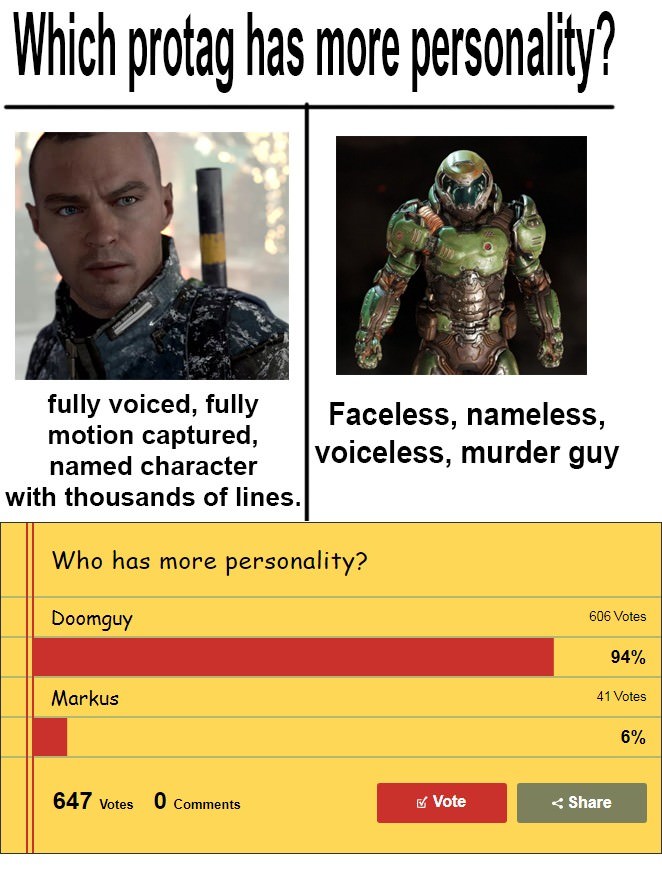 Which protag has more personality?
fully voiced, fully
motion captured,
named character
with thousands of lines.
Faceless, nameless,
voiceless, murder guy
Who has more personality?
Doomguy 606 Votes
94%
Markus 41 Votes
6%
647 Votes 0 Comments Vote Share